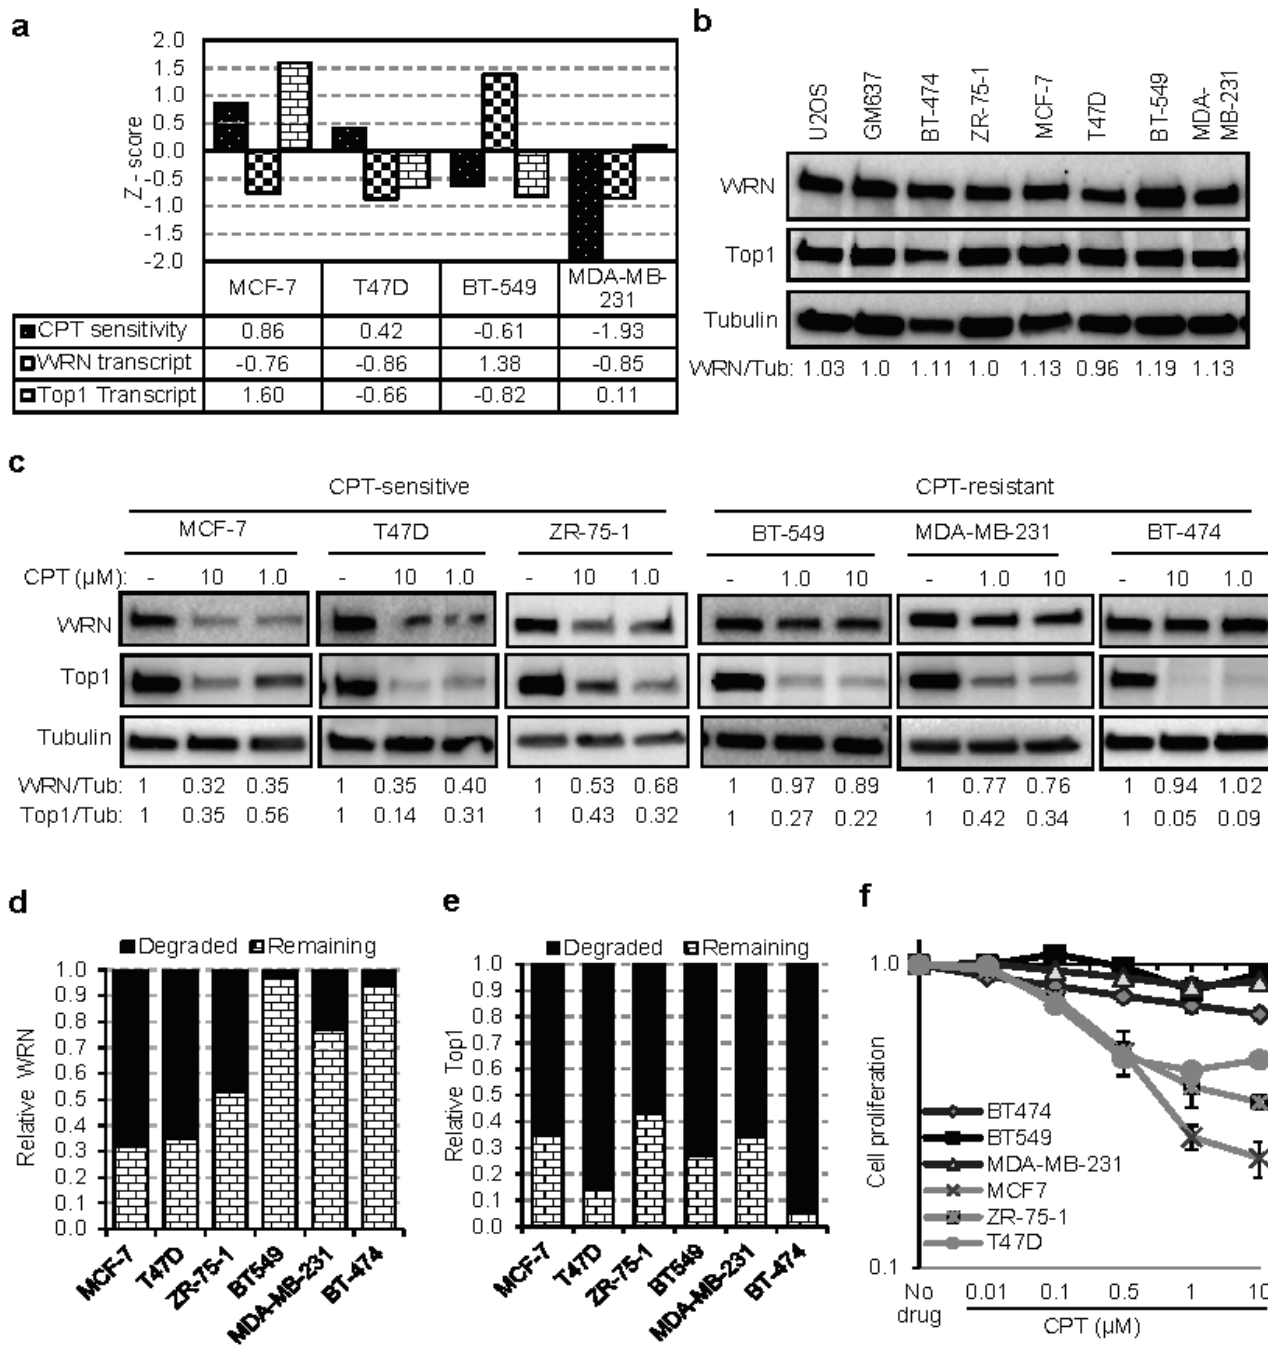 a
2.0
1.5
1.0
0.5
0.0
-0.5
-1.0
-1.5
-2.0
Z - score
MCF-7 T47D BT-549 MDA-MB-231
CPT sensitivity 0.86 0.42 -0.61 -1.93
WRN transcript -0.76 -0.86 1.38 -0.85
Top1 Transcript 1.60 -0.66 -0.82 0.11
b
U2OS GM637 BT-474 ZR-75-1 MCF-7 T47D BT-549 MDA-MB-231
WRN
Top1
Tubulin
WRN/Tub: 1.03 1.0 1.11 1.0 1.13 0.96 1.19 1.13
c
CPT-sensitive CPT-resistant
MCF-7 T47D ZR-75-1 BT-549 MDA-MB-231 BT-474
CPT (µM): - 10 1.0 - 10 1.0 - 10 1.0 - 1.0 10 - 1.0 10 - 10 1.0
WRN
Top1
Tubulin
WRN/Tub: 1 0.32 0.35 1 0.35 0.40 1 0.53 0.68 1 0.97 0.89 1 0.77 0.76 1 0.94 1.02
Top1/Tub: 1 0.35 0.56 1 0.14 0.31 1 0.43 0.32 1 0.27 0.22 1 0.42 0.34 1 0.05 0.09
d
Degraded Remaining
1.0
0.9
0.8
0.7
0.6
0.5
0.4
0.3
0.2
0.1
0.0
Relative WRN
MCF-7 T47D ZR-75-1 BT549 MDA-MB-231 BT-474
e
Degraded Remaining
1.0
0.9
0.8
0.7
0.6
0.5
0.4
0.3
0.2
0.1
0.0
Relative Top1
MCF-7 T47D ZR-75-1 BT549 MDA-MB-231 BT-474
f
1.0
0.1
Cell proliferation
BT474
BT549
MDA-MB-231
MCF7
ZR-75-1
T47D
No drug 0.01 0.1 0.5 1 10
CPT (µM)